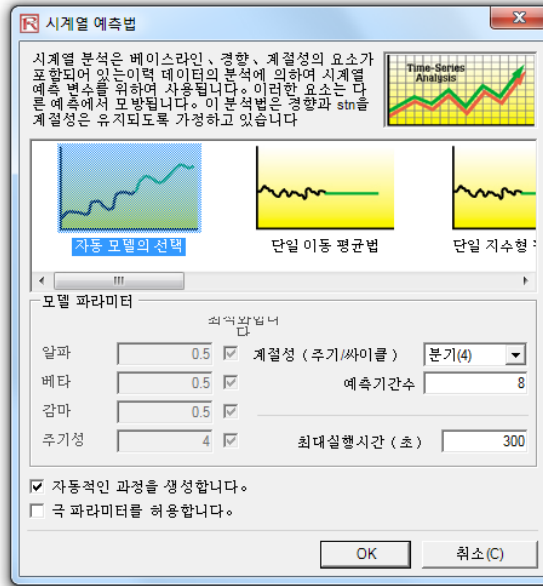 시계열 예측법
시계열 분석은 베이스라인、경향、계절성의 요소가
포함되어 있는이력 데이터의 분석에 의하여 시계열
예측 변수를 위하여 사용됩니다。이러한 요소는 다
른 예측에서 모방됩니다。이 분석법은 경향과 stn을
계절성은 유지되도록 가정하고 있습니다
Time-Series
Analysis
자동 모델의 선택
단일 이동 평균법
단일 지수형
모델 파라미터
최적화입니
다
알파 0.5
계절성 (주기/싸이클) 분기(4)
베타 0.5
예측기간수 8
감마 0.5
주기성 4
최대실행시간 (초) 300
자동적인 과정을 생성합니다。
극 파라미터를 허용합니다。
OK
취소(C)